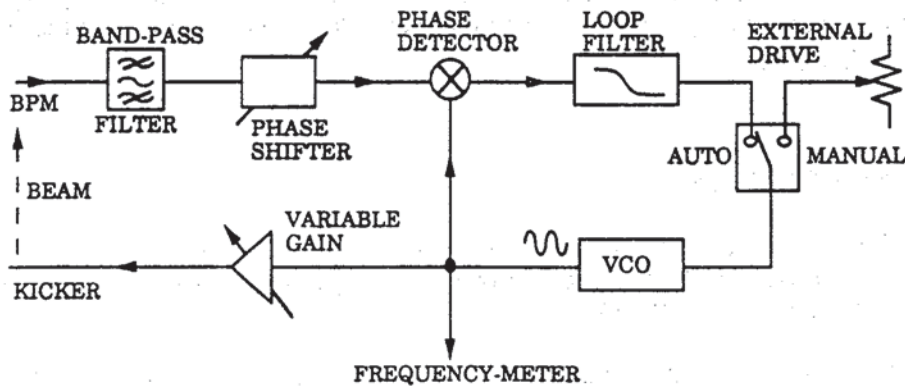 BAND-PASS
FILTER
BPM
PHASE
SHIFTER
PHASE
DETECTOR
LOOP
FILTER
EXTERNAL
DRIVE
AUTO
MANUAL
BEAM
VARIABLE
GAIN
VCO
KICKER
FREQUENCY-METER